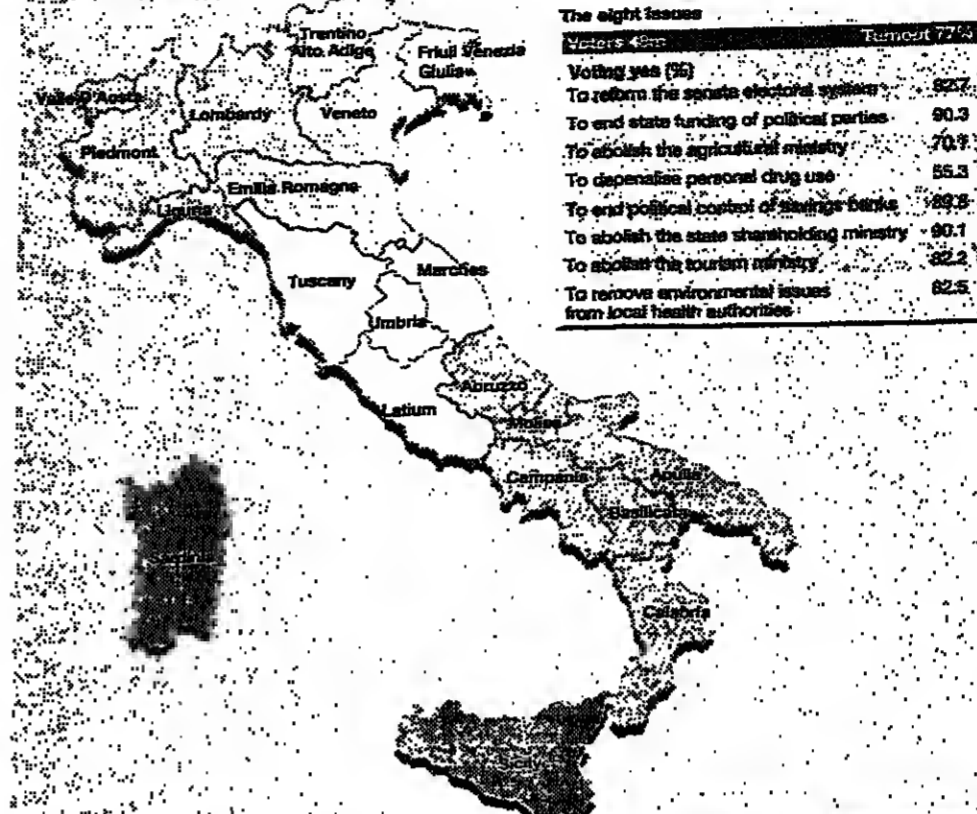 The eight issues
Voters 48m Turnout 77%
Voting yes (%)
To reform the senate electoral system 82.7
To end state funding of political parties 90.3
To abolish the agricultural ministry 70.1
To depenalise personal drug use 55.3
To end political control of savings banks 89.8
To abolish the state shareholding ministry 90.1
To abolish the tourism ministry 82.2
To remove environmental issues 82.5
from local health authorities
Trentino
Alto Adige
Friuli Venezia
Giulia
Valle D'Aosta
Lombardy
Veneto
Piedmont
Emilia Romagna
Liguria
Tuscany
Marches
Umbria
Abruzzo
Latium
Molise
Campania
Apulia
Basilicata
Sardinia
Calabria
Sicily